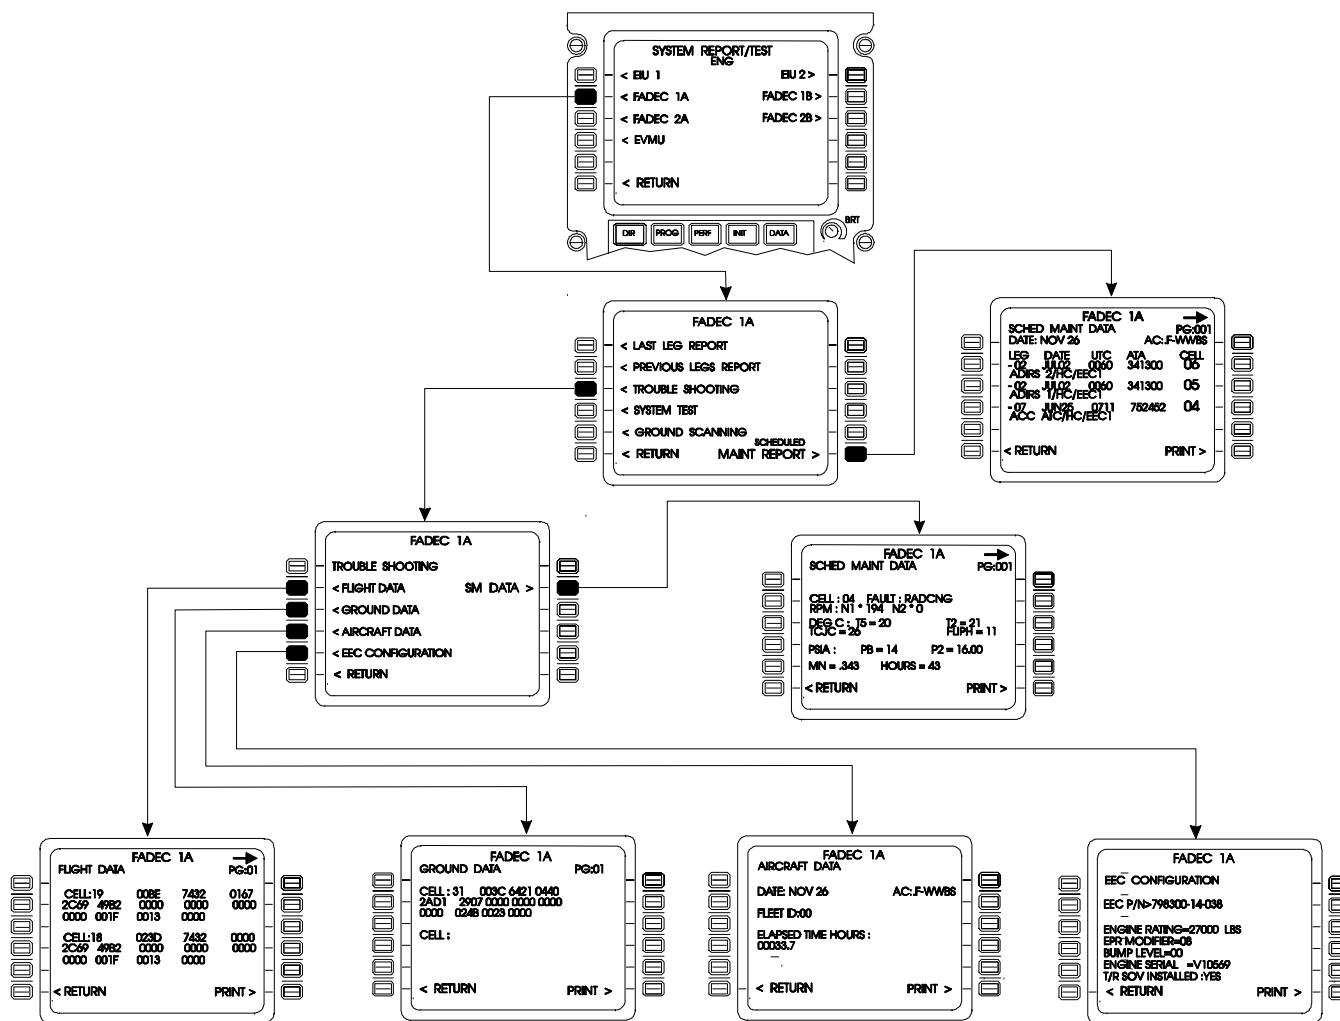 SYSTEM REPORT/TEST
ENG
< EIU 1 EIU 2 >
< FADEC 1A FADEC 1B >
< FADEC 2A FADEC 2B >
< EVMU
< RETURN
DIR PROG PERF INIT DATA BRT
FADEC 1A
< LAST LEG REPORT
< PREVIOUS LEGS REPORT
< TROUBLE SHOOTING
< SYSTEM TEST
< GROUND SCANNING
SCHEDULED
< RETURN MAINT REPORT >
FADEC 1A
SCHED MAINT DATA PG:001
DATE: NOV 26 AC:.F-WWBS
LEG DATE UTC ATA CELL
- 02 JUL02 0060 341300 06
ADIRS 2/HC/EEC1
- 02 JUL02 0060 341300 05
ADIRS 1/HC/EEC1
- 07 JUN25 0711 752452 04
ACC ATC/HC/EEC1
< RETURN PRINT >
FADEC 1A
TROUBLE SHOOTING
< FLIGHT DATA SM DATA >
< GROUND DATA
< AIRCRAFT DATA
< EEC CONFIGURATION
< RETURN
FADEC 1A
SCHED MAINT DATA PG:001
CELL : 04 FAULT : RADCNG
RPM : N1 * 194 N2 * 0
DEG C : T5 = 20 T2 = 21
TCJC = 26 FLIPH = 11
PSIA : PB = 14 P2 = 16.00
MN = .343 HOURS = 43
< RETURN PRINT >
FADEC 1A
FLIGHT DATA PG:01
CELL:19 00BE 7432 0167
2C69 49B2 0000 0000 0000
0000 001F 0013 0000
CELL:18 023D 7432 0000
2C69 49B2 0000 0000 0000
0000 001F 0013 0000
< RETURN PRINT >
FADEC 1A
GROUND DATA PG:01
CELL : 31 003C 6421 0440
2AD1 2907 0000 0000 0000
0000 024B 0023 0000
CELL :
< RETURN PRINT >
FADEC 1A
AIRCRAFT DATA
DATE: NOV 26 AC:.F-WWBS
FLEET ID:00
ELAPSED TIME HOURS :
00033.7
< RETURN PRINT >
FADEC 1A
EEC CONFIGURATION
EEC P/N>798300-14-038
ENGINE RATING=27000 LBS
EPR MODIFIER=08
BUMP LEVEL=00
ENGINE SERIAL =V10569
T/R SOV INSTALLED :YES
< RETURN PRINT >